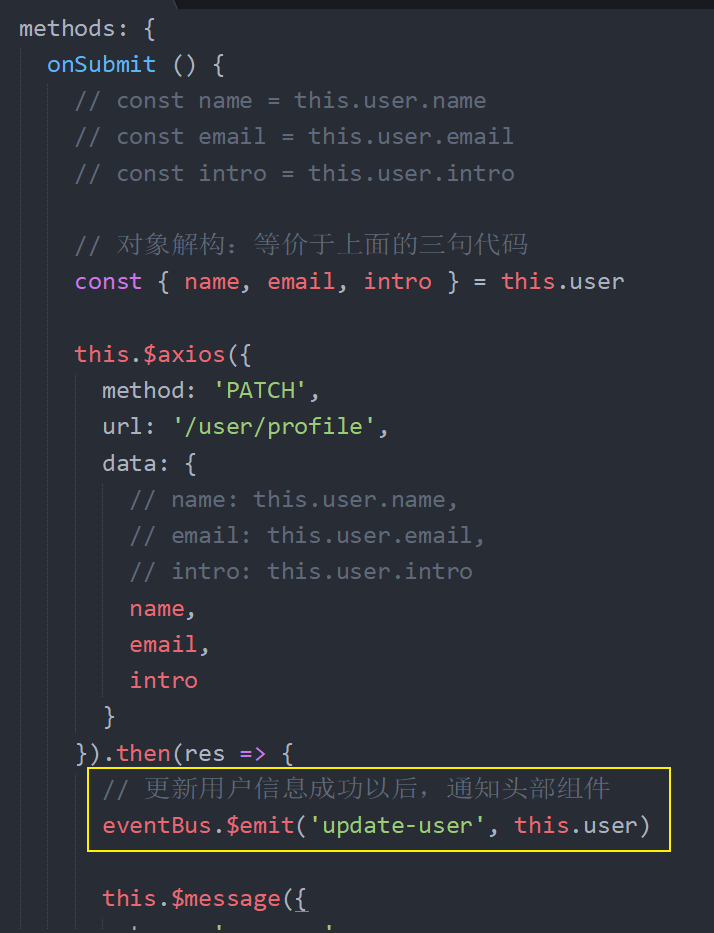 methods: {
onSubmit () {
// const name = this.user.name
// const email = this.user.email
// const intro = this.user.intro
// 对象解构：等价于上面的三句代码
const { name, email, intro } = this.user
this.$axios({
method: 'PATCH',
url: '/user/profile',
data: {
// name: this.user.name,
// email: this.user.email,
// intro: this.user.intro
name,
email,
intro
}
}).then(res => {
// 更新用户信息成功以后，通知头部组件
eventBus.$emit('update-user', this.user)
this.$message({